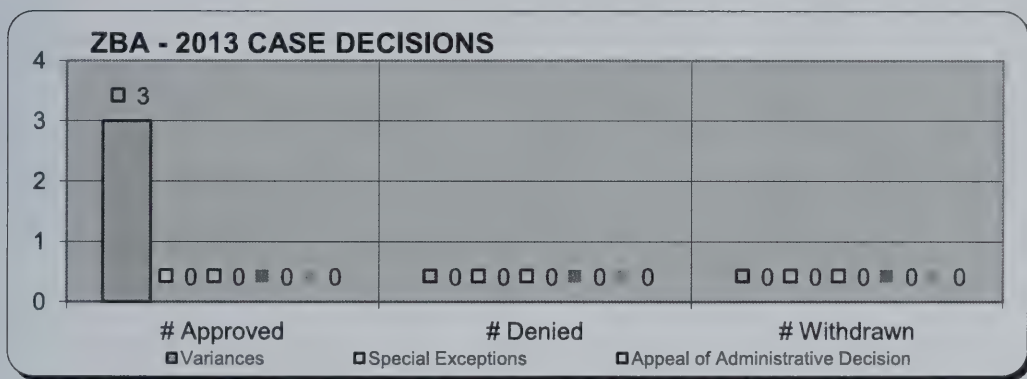 ZBA - 2013 CASE DECISIONS
4
3
2
1
0
3
0 0 0 0
0 0 0 0 0
0 0 0 0 0
# Approved # Denied # Withdrawn
Variances Special Exceptions Appeal of Administrative Decision